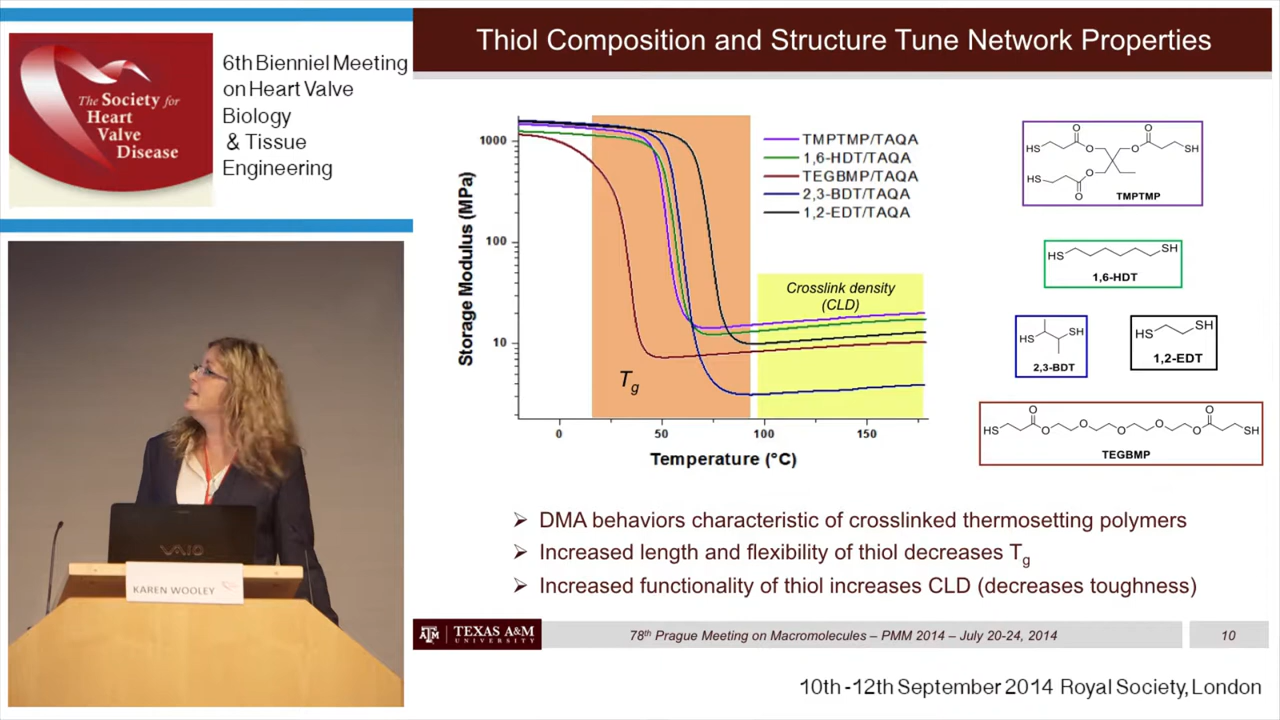 The Society for
Heart
Valve
Disease
6th Bienniel Meeting
on Heart Valve
Biology
& Tissue
Engineering
Thiol Composition and Structure Tune Network Properties
Storage Modulus (MPa)
1000
100
10
0
50
100
150
Temperature (°C)
Tg
TMPTMP/TAQA
1,6-HDT/TAQA
TEGBMP/TAQA
2,3-BDT/TAQA
1,2-EDT/TAQA
Crosslink density
(CLD)
O O
HS O O SH
HS O
O
TMPTMP
HS SH
1,6-HDT
HS SH
2,3-BDT
HS SH
1,2-EDT
O O
HS O O O O O SH
TEGBMP
➢ DMA behaviors characteristic of crosslinked thermosetting polymers
➢ Increased length and flexibility of thiol decreases Tg
➢ Increased functionality of thiol increases CLD (decreases toughness)
VAIO
KAREN WOOLEY
ATM TEXAS A&M
UNIVERSITY
78th Prague Meeting on Macromolecules – PMM 2014 – July 20-24, 2014
10
10th -12th September 2014 Royal Society, London